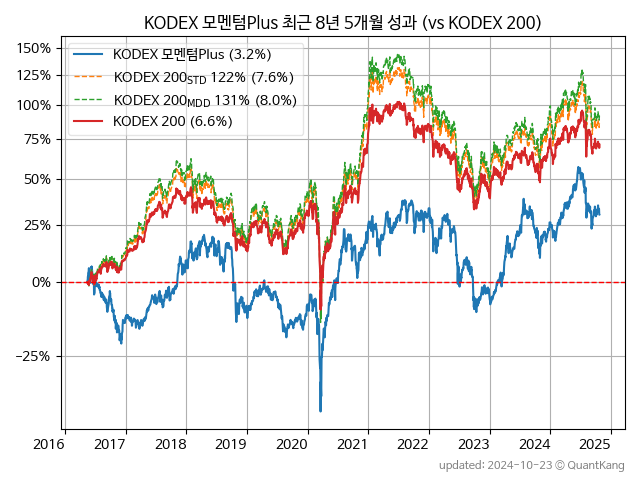 KODEX 모멘텀Plus 최근 8년 5개월 성과 (vs KODEX 200)
150%
125%
100%
75%
50%
25%
0%
−25%
KODEX 모멘텀Plus (3.2%)
KODEX 200STD 122% (7.6%)
KODEX 200MDD 131% (8.0%)
KODEX 200 (6.6%)
2016 2017 2018 2019 2020 2021 2022 2023 2024 2025
updated: 2024-10-23 © QuantKang